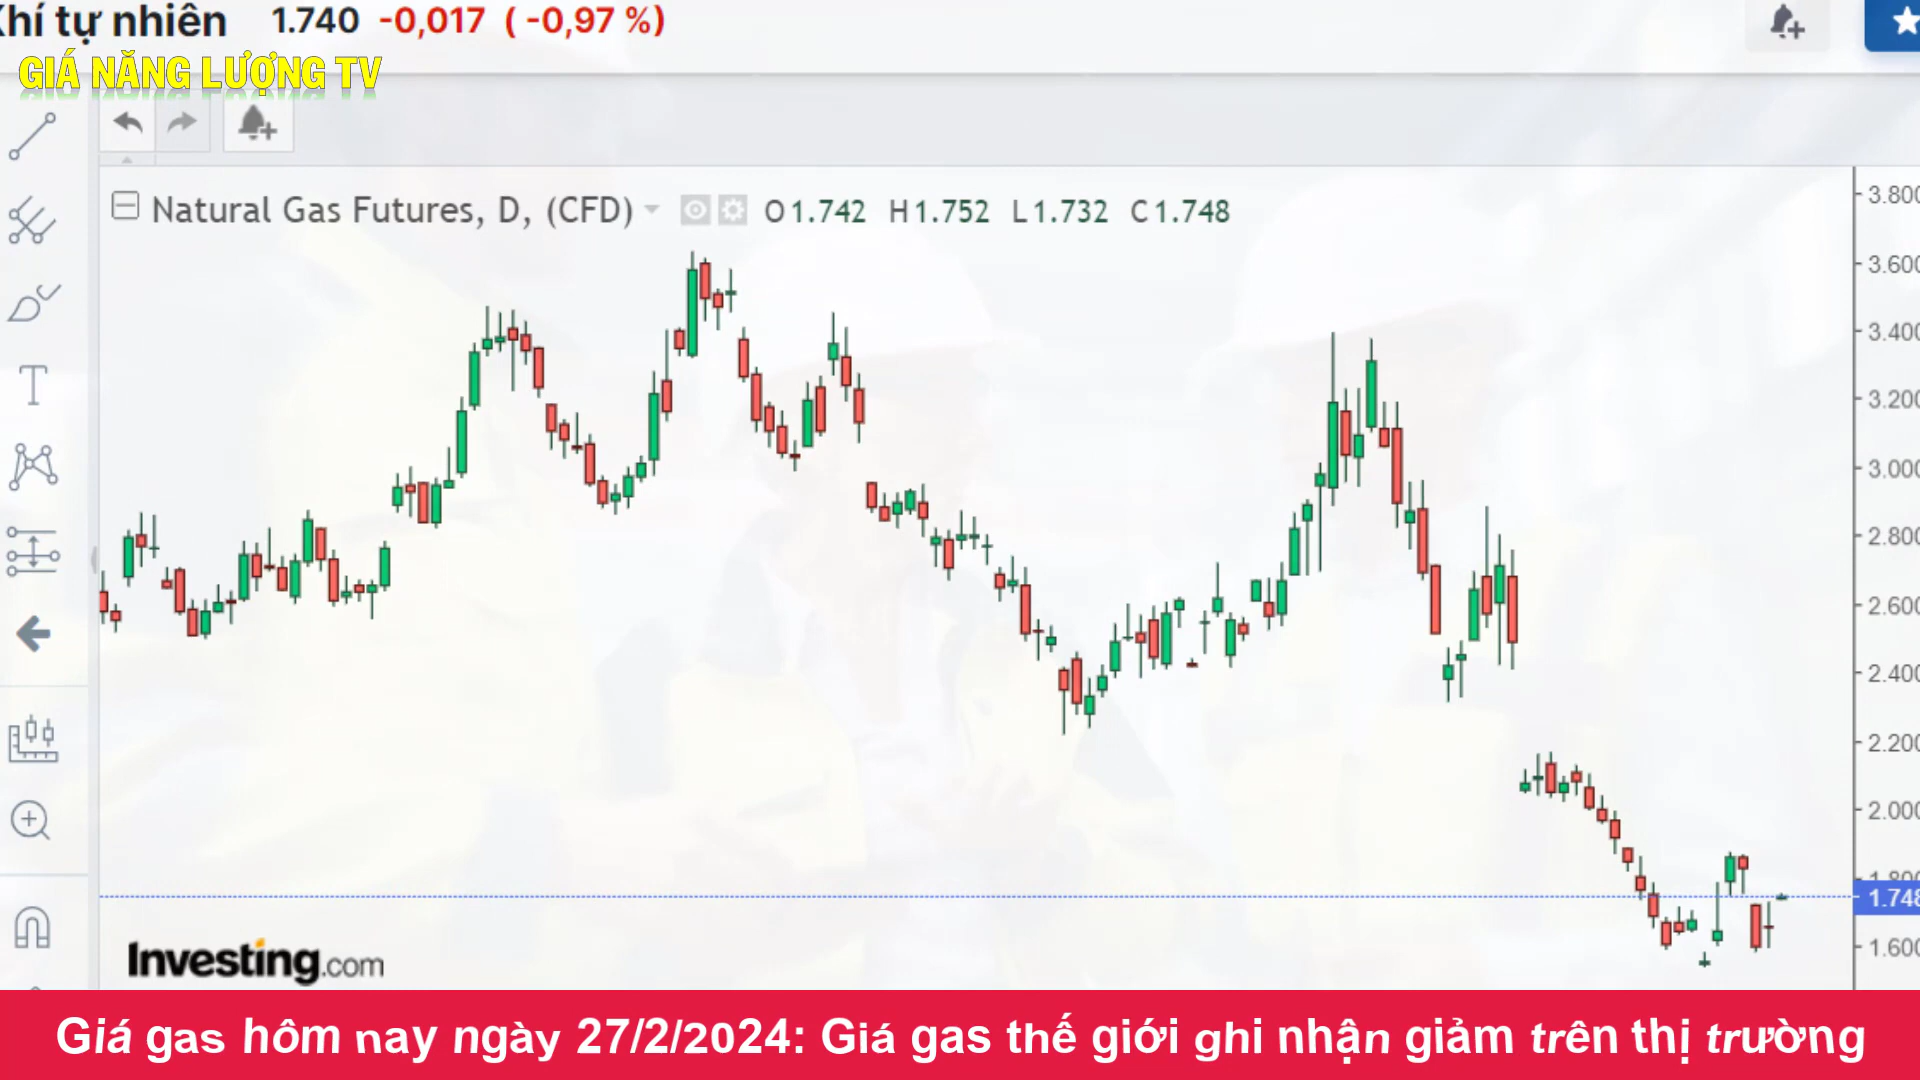 Khí tự nhiên 1.740 -0,017 ( -0,97 %)
GIÁ NĂNG LƯỢNG TV
Natural Gas Futures, D, (CFD) O1.742 H1.752 L1.732 C1.748
3.800
3.600
3.400
3.200
3.000
2.800
2.600
2.400
2.200
2.000
1.800
1.748
1.600
Investing.com
Giá gas hôm nay ngày 27/2/2024: Giá gas thế giới ghi nhận giảm trên thị trường